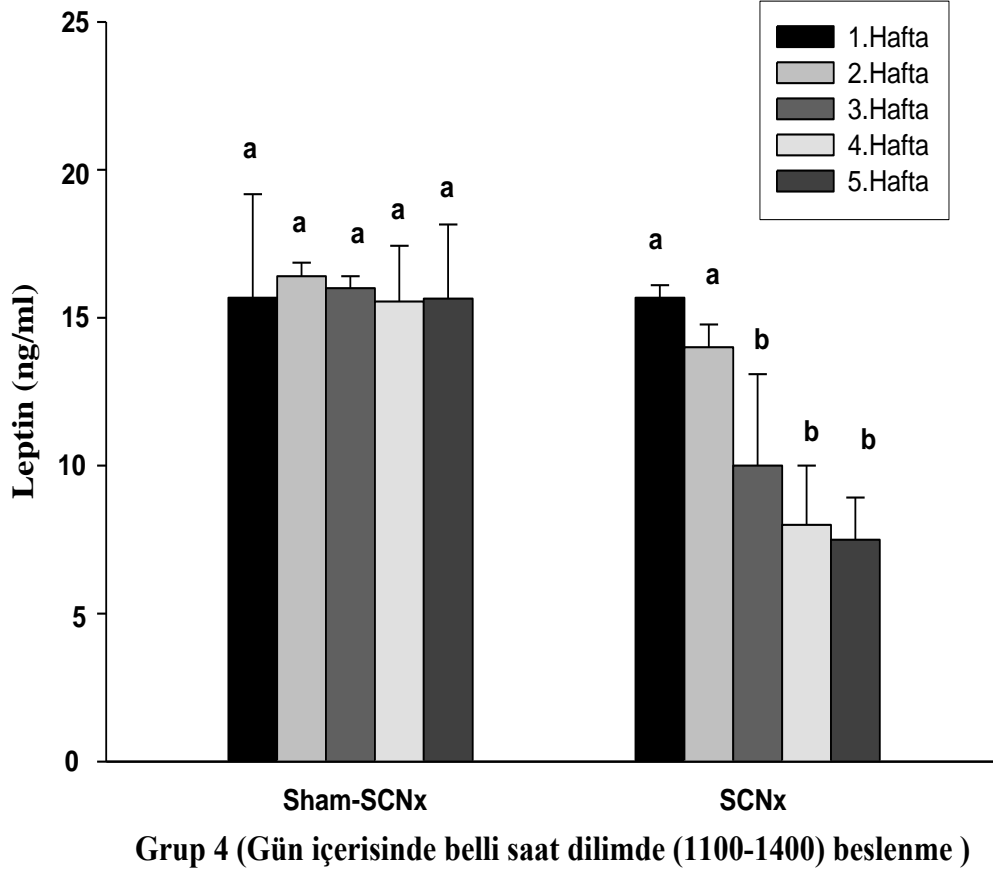 25
20
15
10
5
0
Leptin (ng/ml)
1.Hafta
2.Hafta
3.Hafta
4.Hafta
5.Hafta
a
a
a
a
a
a
a
b
b
b
Sham-SCNx
SCNx
Grup 4 (Gün içerisinde belli saat dilimde (1100-1400) beslenme )